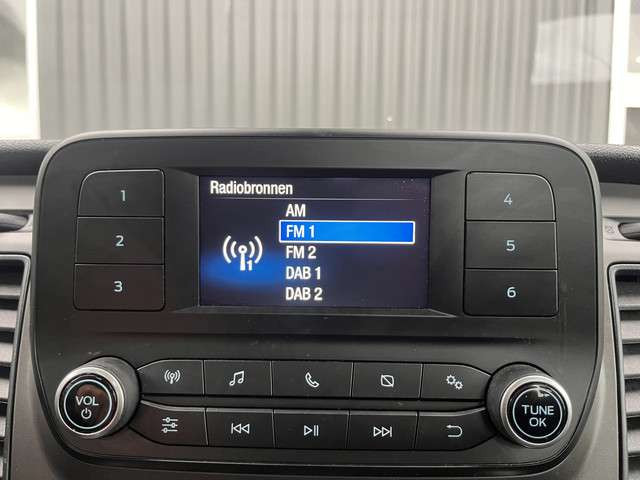 Radiobronnen
AM
FM 1
FM 2
DAB 1
DAB 2
1
1
2
3
4
5
6
VOL
TUNE
OK